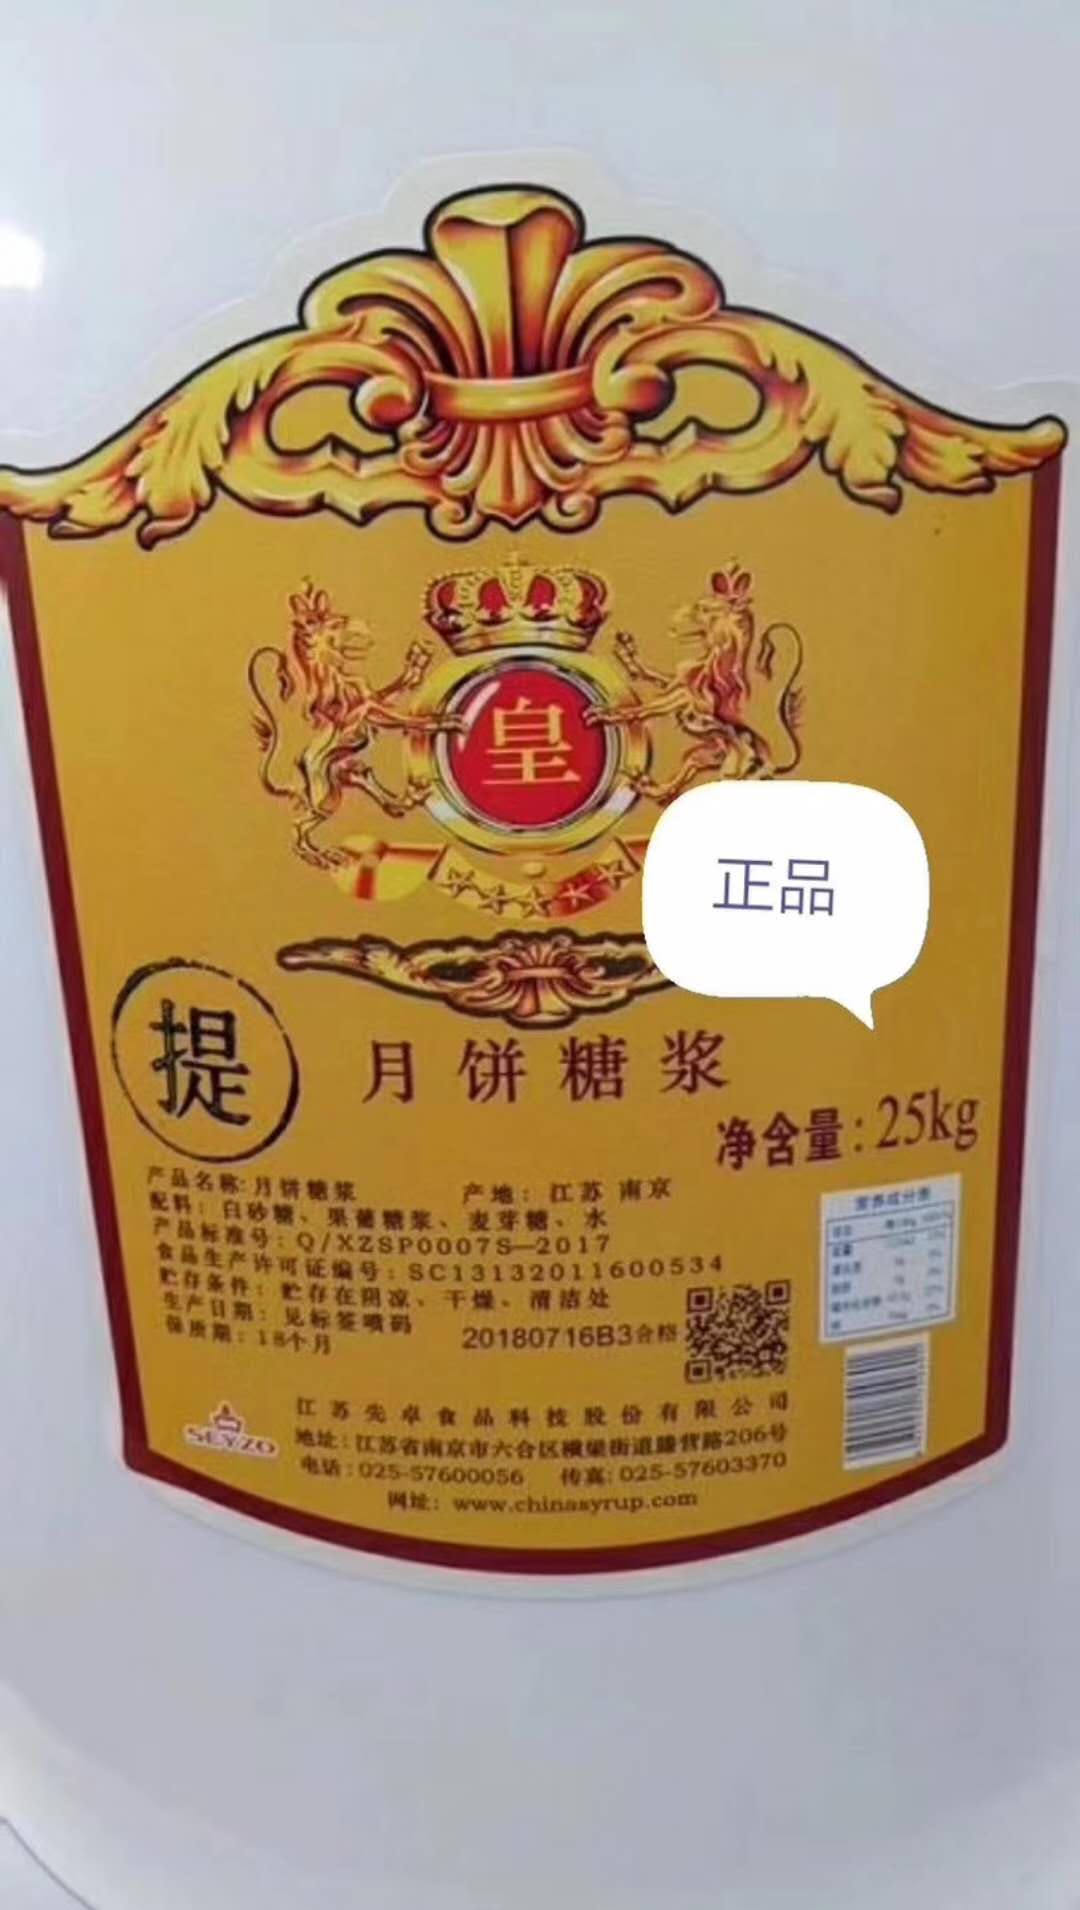 皇
正品
提
月饼糖浆
净含量：25kg
产品名称：月饼糖浆 产地：江苏 南京
配料：白砂糖、果葡糖浆、麦芽糖、水
产品标准号：Q/XZSP0007S—2017
食品生产许可证编号：SC13132011600534
贮存条件：贮存在阴凉、干燥、清洁处
生产日期：见标签喷码
保质期：18个月
20180716B3合格
营养成分表
SEYZO
江苏先卓食品科技股份有限公司
地址：江苏省南京市六合区横梁街道滕营路206号
电话：025-57600056 传真：025-57603370
网址：www.chinasyrup.com